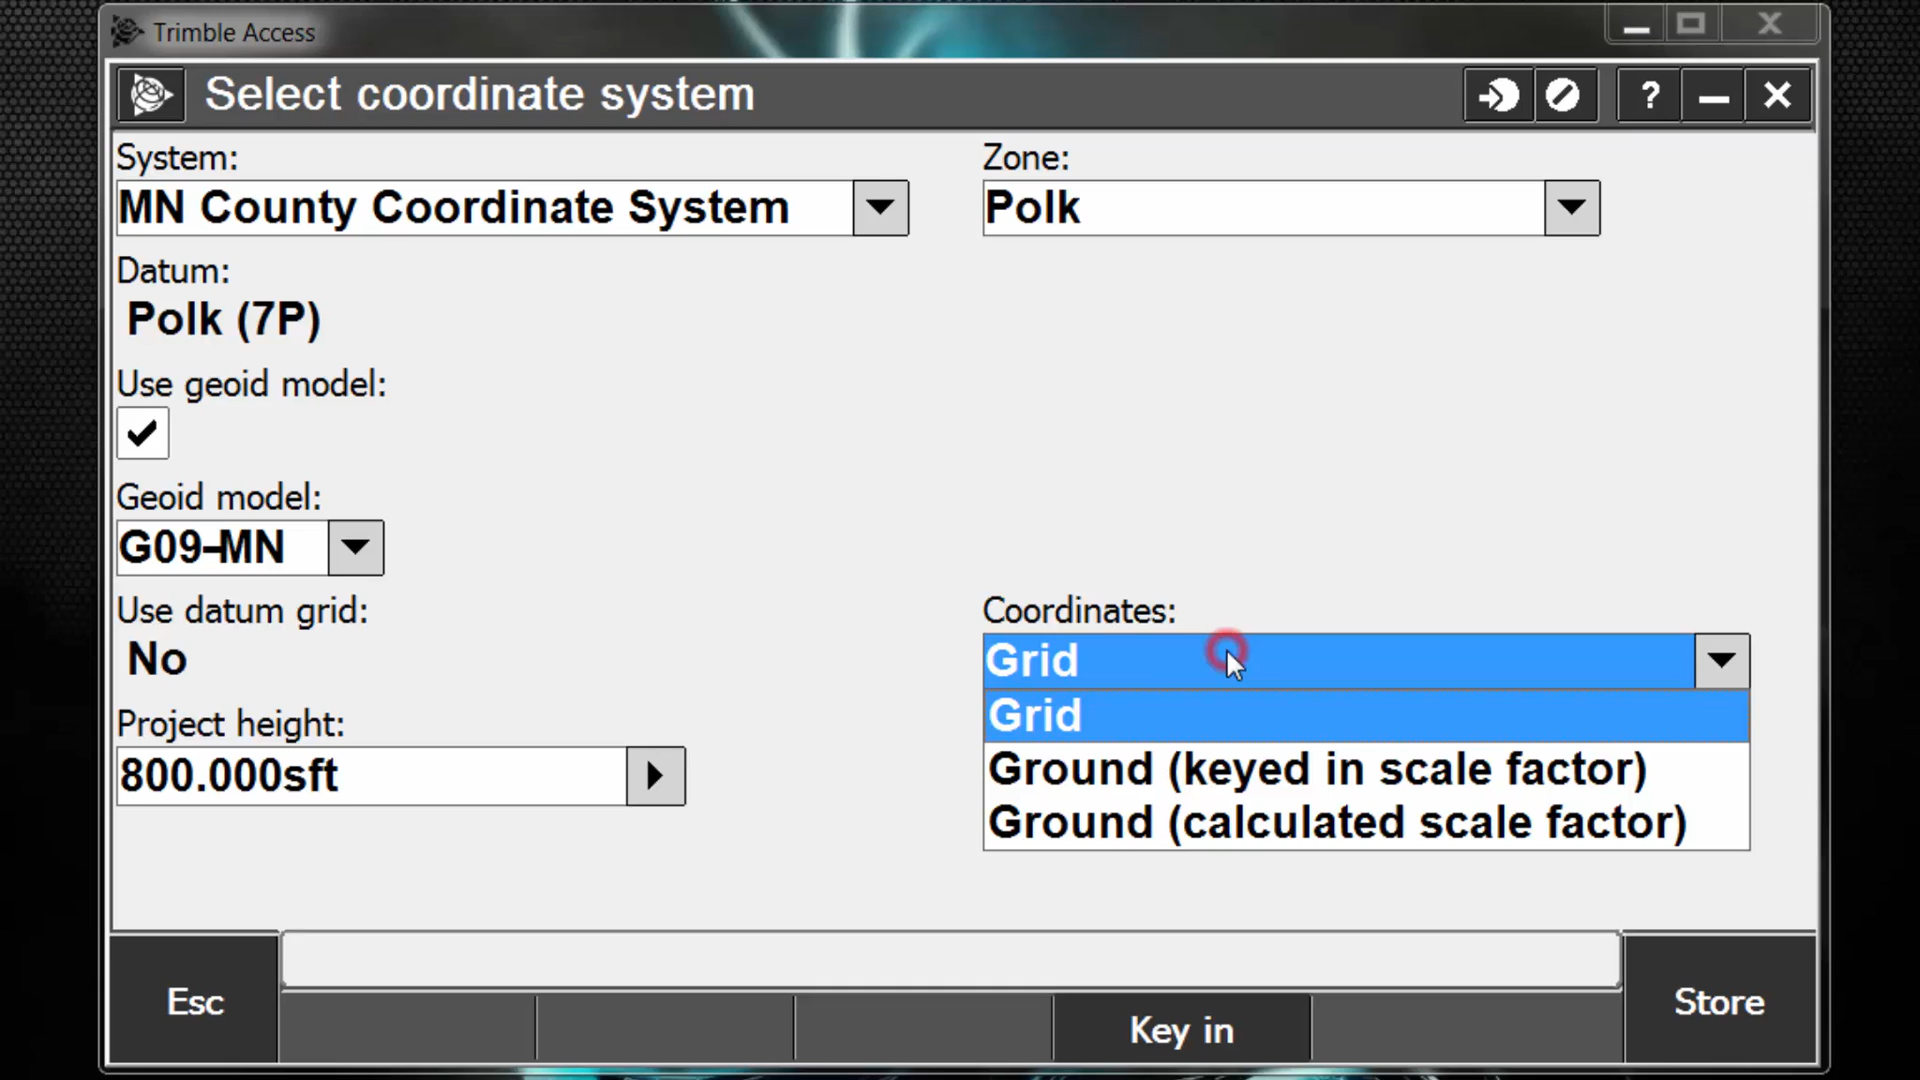 Trimble Access
Select coordinate system
?
System:
MN County Coordinate System
Zone:
Polk
Datum:
Polk (7P)
Use geoid model:
Geoid model:
G09-MN
Use datum grid:
No
Coordinates:
Grid
Grid
Ground (keyed in scale factor)
Ground (calculated scale factor)
Project height:
800.000sft
Esc
Key in
Store